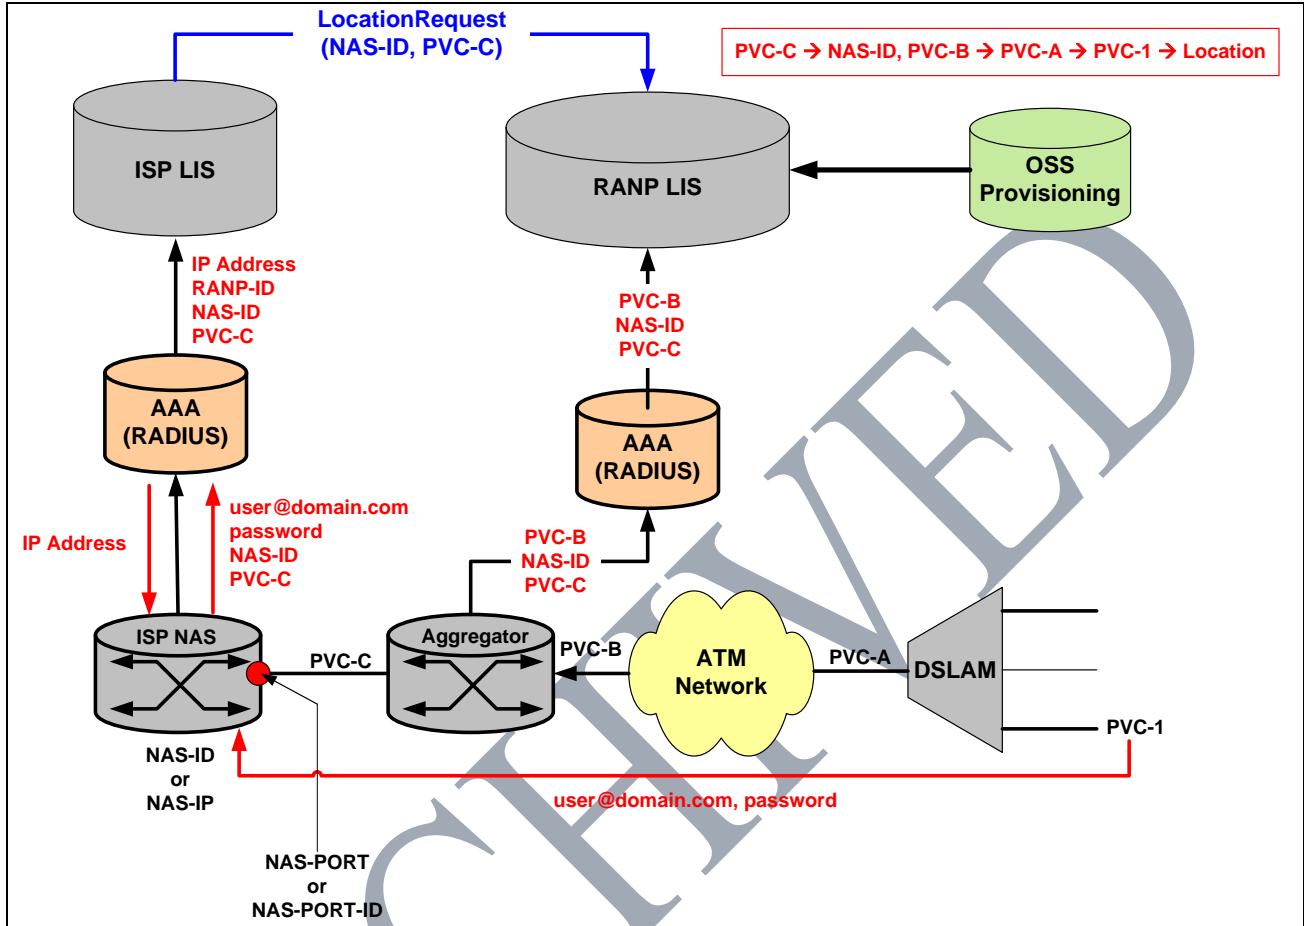 LocationRequest
(NAS-ID, PVC-C)
PVC-C → NAS-ID, PVC-B → PVC-A → PVC-1 → Location
ISP LIS
RANP LIS
OSS
Provisioning
IP Address
RANP-ID
NAS-ID
PVC-C
PVC-B
NAS-ID
PVC-C
AAA
(RADIUS)
AAA
(RADIUS)
IP Address
user@domain.com
password
NAS-ID
PVC-C
PVC-B
NAS-ID
PVC-C
ISP NAS
PVC-C
Aggregator
PVC-B
ATM
Network
PVC-A
DSLAM
PVC-1
NAS-ID
or
NAS-IP
user@domain.com, password
NAS-PORT
or
NAS-PORT-ID
CHIVED